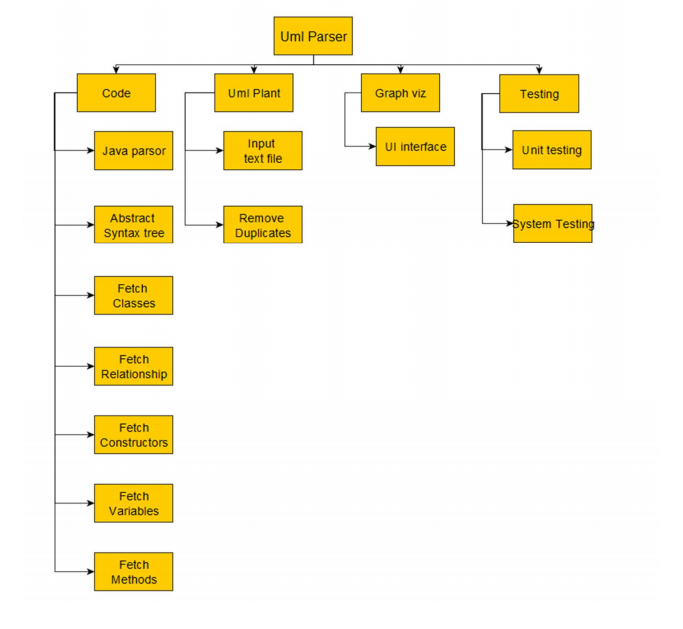 Uml Parser
Code
Uml Plant
Graph viz
Testing
Java parsor
Input
text file
UI interface
Unit testing
Abstract
Syntax tree
Remove
Duplicates
System Testing
Fetch
Classes
Fetch
Relationship
Fetch
Constructors
Fetch
Variables
Fetch
Methods